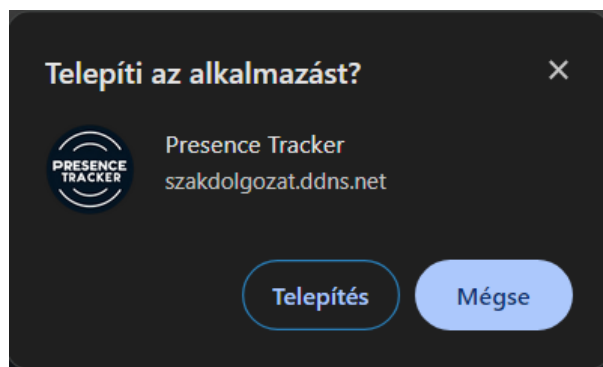 Telepíti az alkalmazást?
PRESENCE
TRACKER
Presence Tracker
szakdolgozat.ddns.net
Telepítés
Mégse